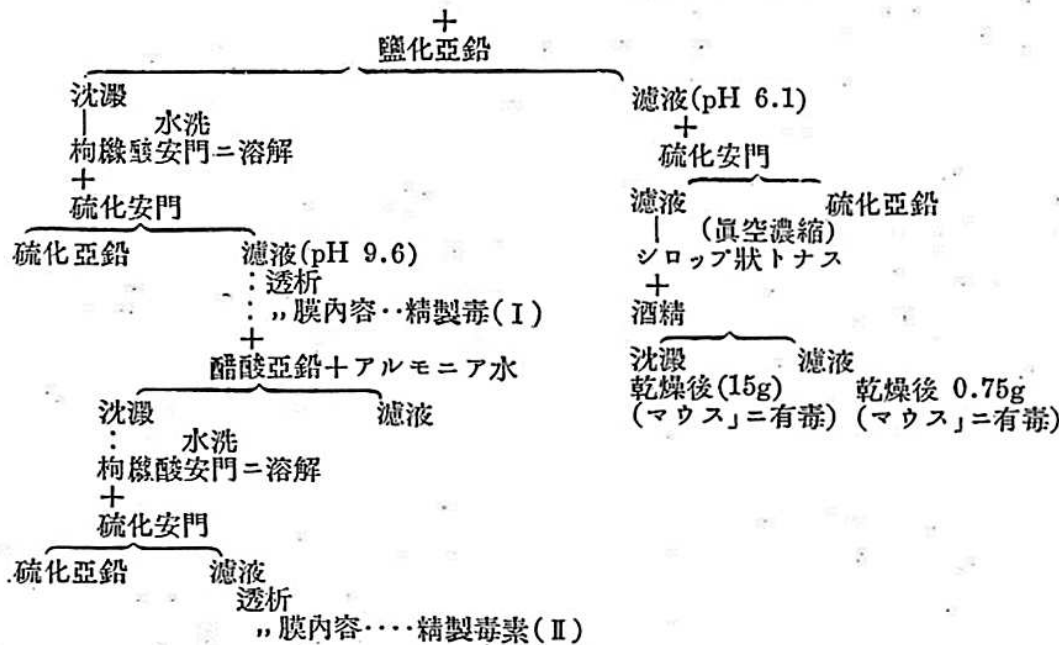 +
鹽化亞鉛
沈澱
濾液(pH 6.1)
水洗
+
枸櫞酸安門ニ溶解
硫化安門
+
硫化安門
濾液 硫化亞鉛
(眞空濃縮)
硫化亞鉛 濾液(pH 9.6)
シロップ狀トナス
透析
+
,,膜內容‥精製毒(I)
酒精
+
醋酸亞鉛+アルモニア水
沈澱 濾液
乾燥後(15g) 乾燥後 0.75g
沈澱 濾液
(マウス」ニ有毒) (マウス」ニ有毒)
水洗
枸櫞酸安門ニ溶解
+
硫化安門
硫化亞鉛 濾液
透析
,,膜內容‥‥精製毒素(II)